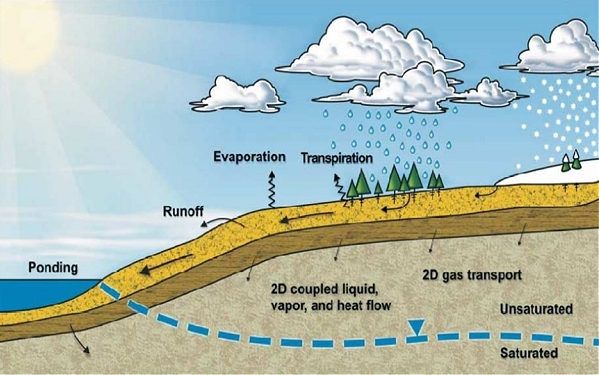 Evaporation
Transpiration
Runoff
Ponding
2D coupled liquid,
vapor, and heat flow
2D gas transport
Unsaturated
Saturated